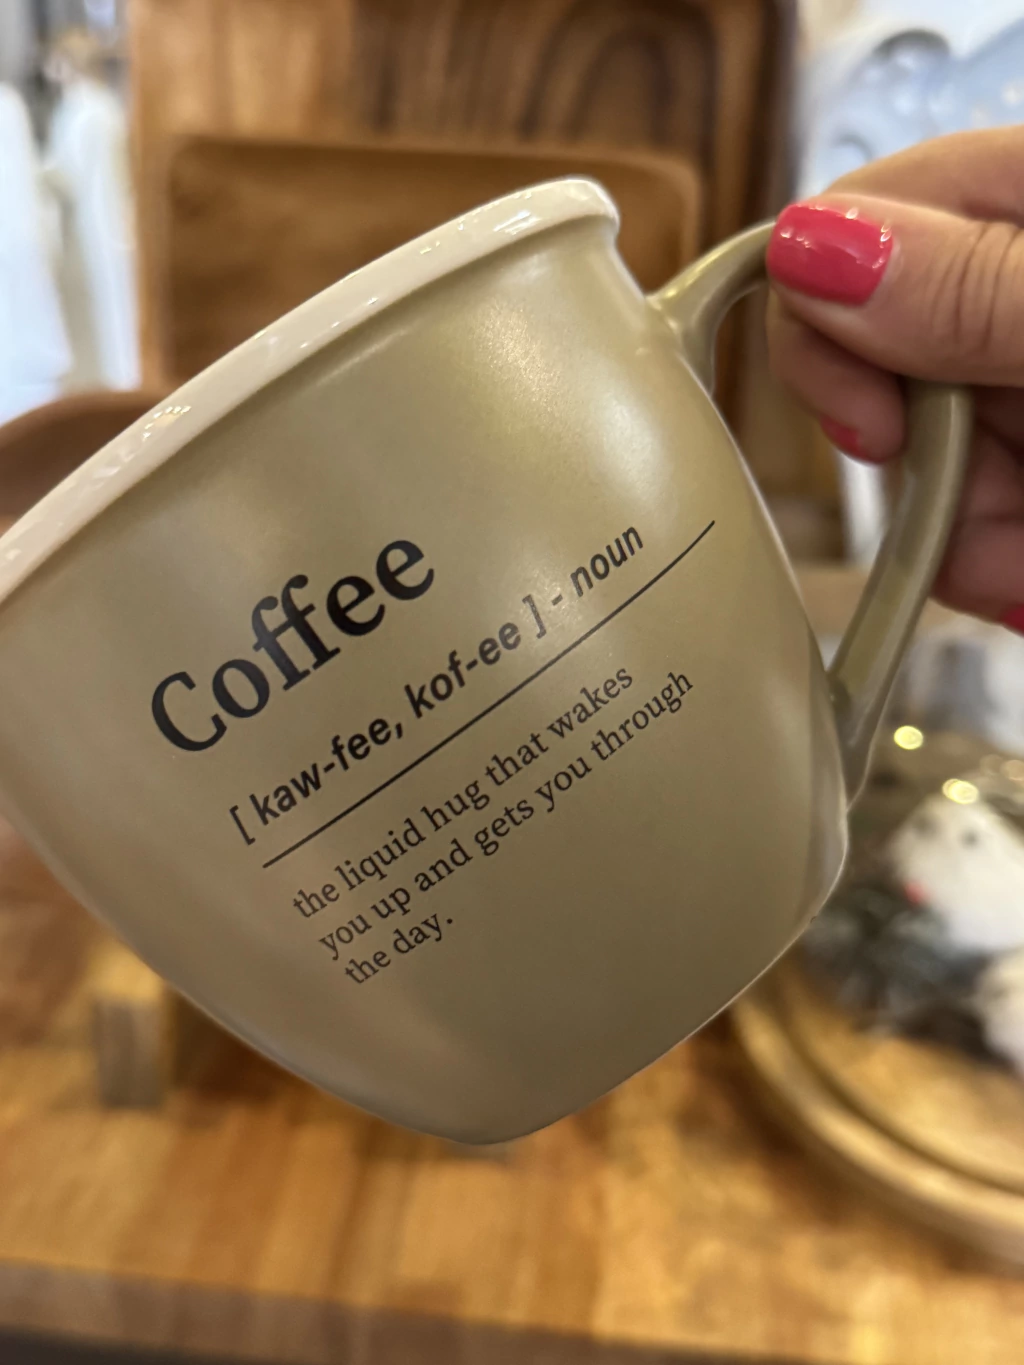 Coffee
[ kaw-fee, kof-ee ] - noun
the liquid hug that wakes
you up and gets you through
the day.